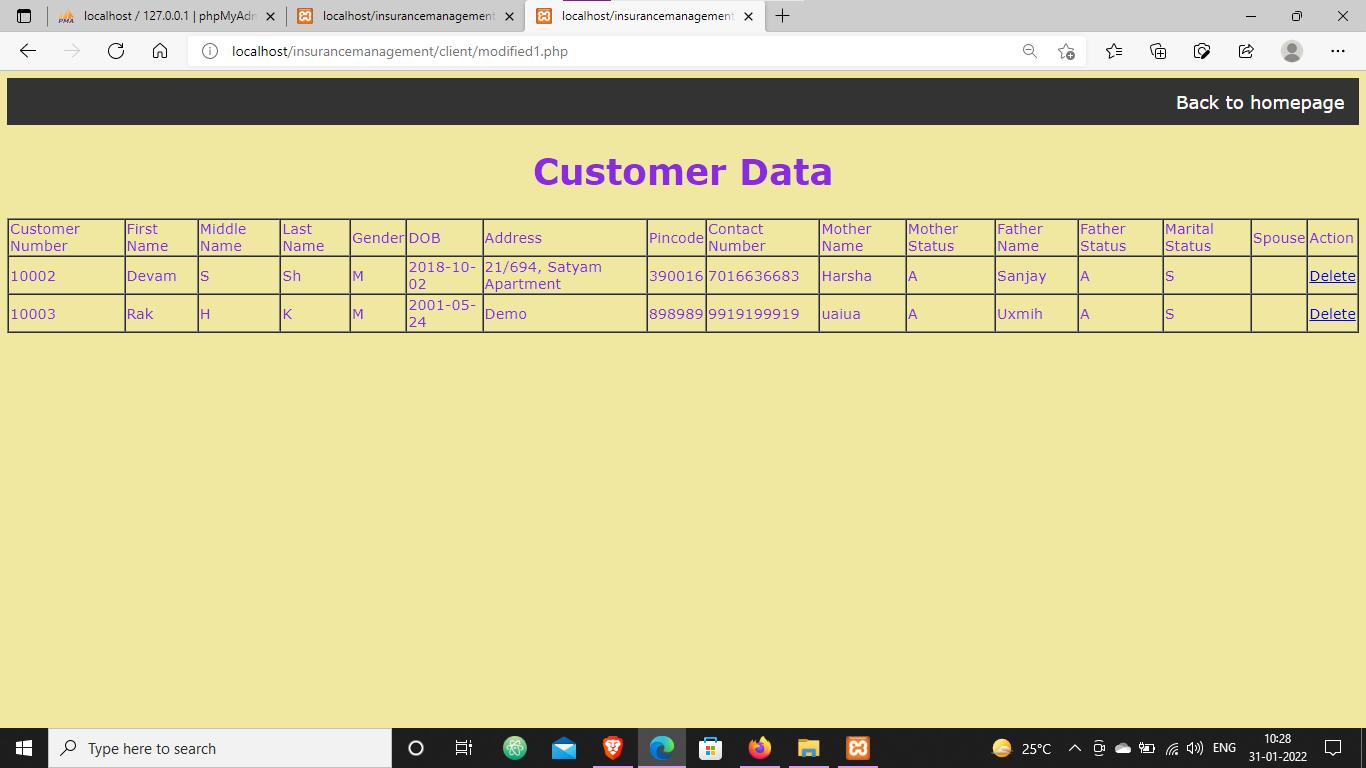 localhost / 127.0.0.1 | phpMyAdm
localhost/insurancemanagement
localhost/insurancemanagement
localhost/insurancemanagement/client/modified1.php
Back to homepage
Customer Data
Customer Number First Name Middle Name Last Name Gender DOB Address Pincode Contact Number Mother Name Mother Status Father Name Father Status Marital Status Spouse Action
10002 Devam S Sh M 2018-10-02 21/694, Satyam Apartment 390016 7016636683 Harsha A Sanjay A S Delete
10003 Rak H K M 2001-05-24 Demo 898989 9919199919 uaiua A Uxmih A S Delete
Type here to search
25°C
ENG
10:28
31-01-2022